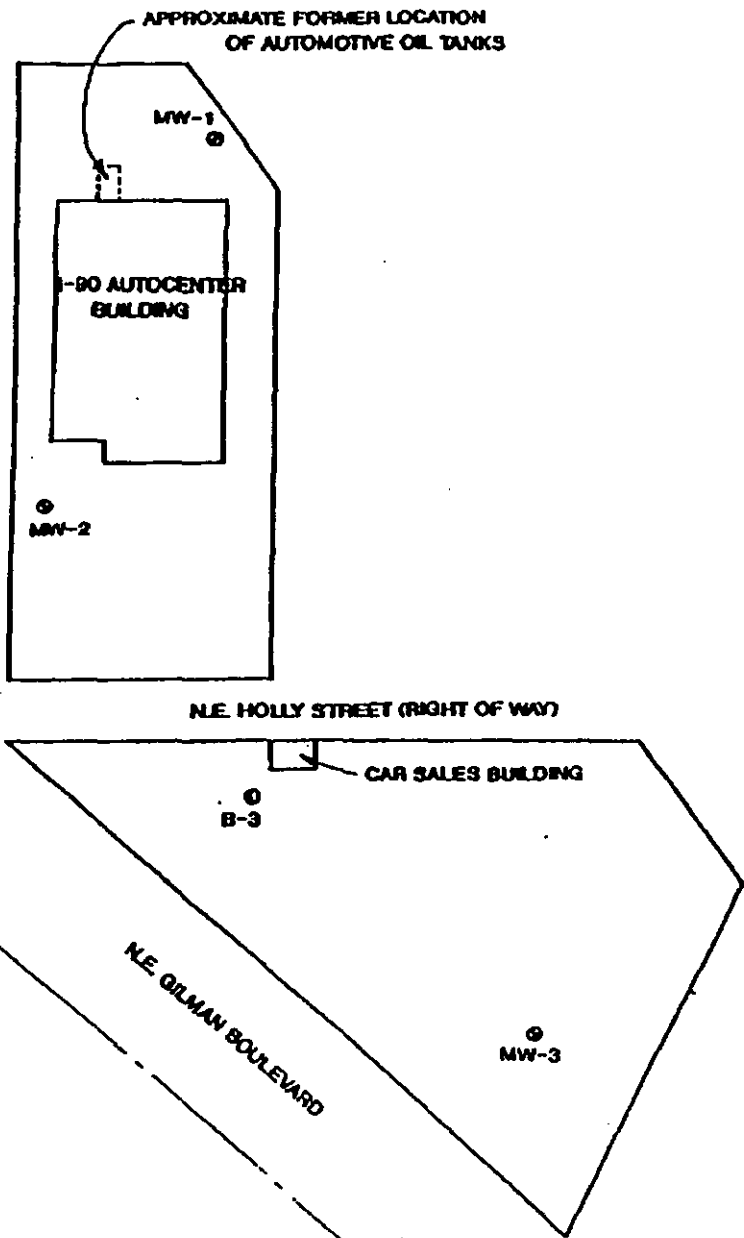 APPROXIMATE FORMER LOCATION
OF AUTOMOTIVE OIL TANKS
MW-1
I-90 AUTOCENTER
BUILDING
MW-2
N.E. HOLLY STREET (RIGHT OF WAY)
CAR SALES BUILDING
B-3
N.E. GILMAN BOULEVARD
MW-3